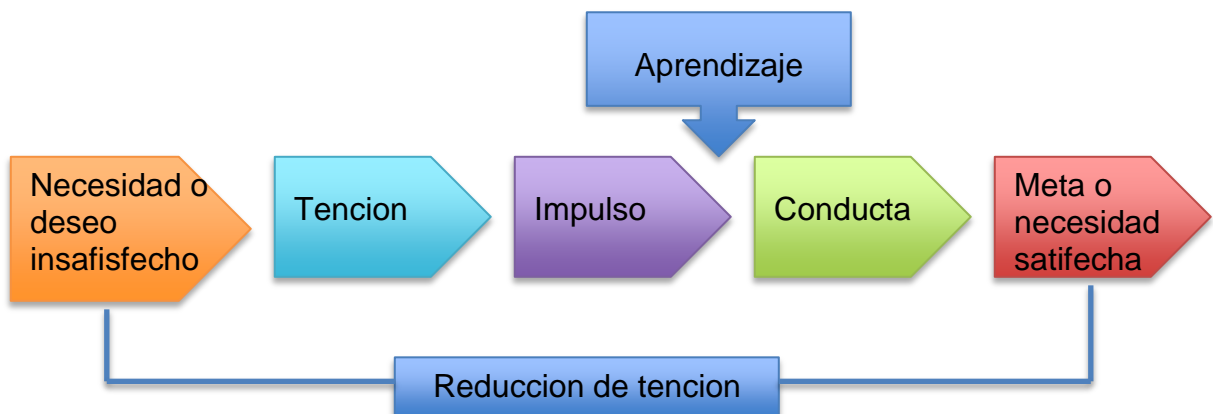 Aprendizaje
Necesidad o
deseo
insafisfecho
Tencion
Impulso
Conducta
Meta o
necesidad
satifecha
Reduccion de tencion